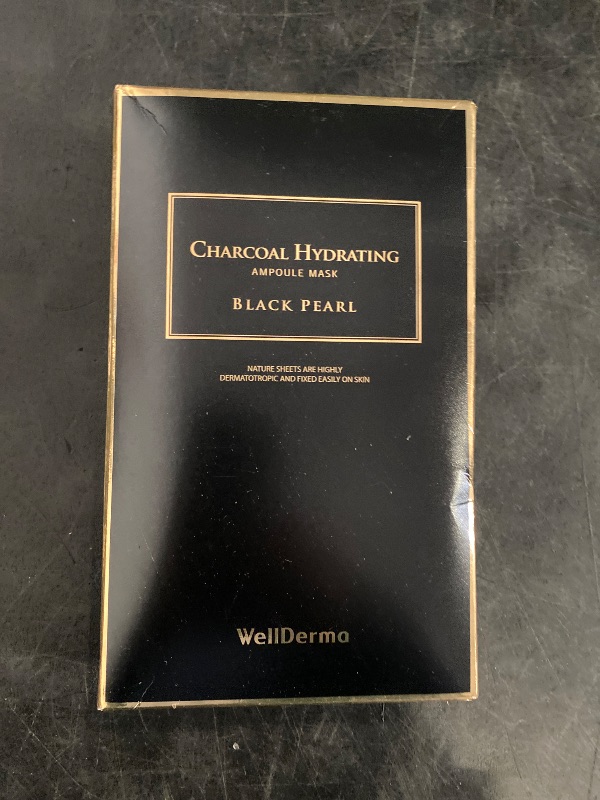 CHARCOAL HYDRATING
AMPOULE MASK
BLACK PEARL
NATURE SHEETS ARE HIGHLY
DERMATOTROPIC AND FIXED EASILY ON SKIN
WellDerma